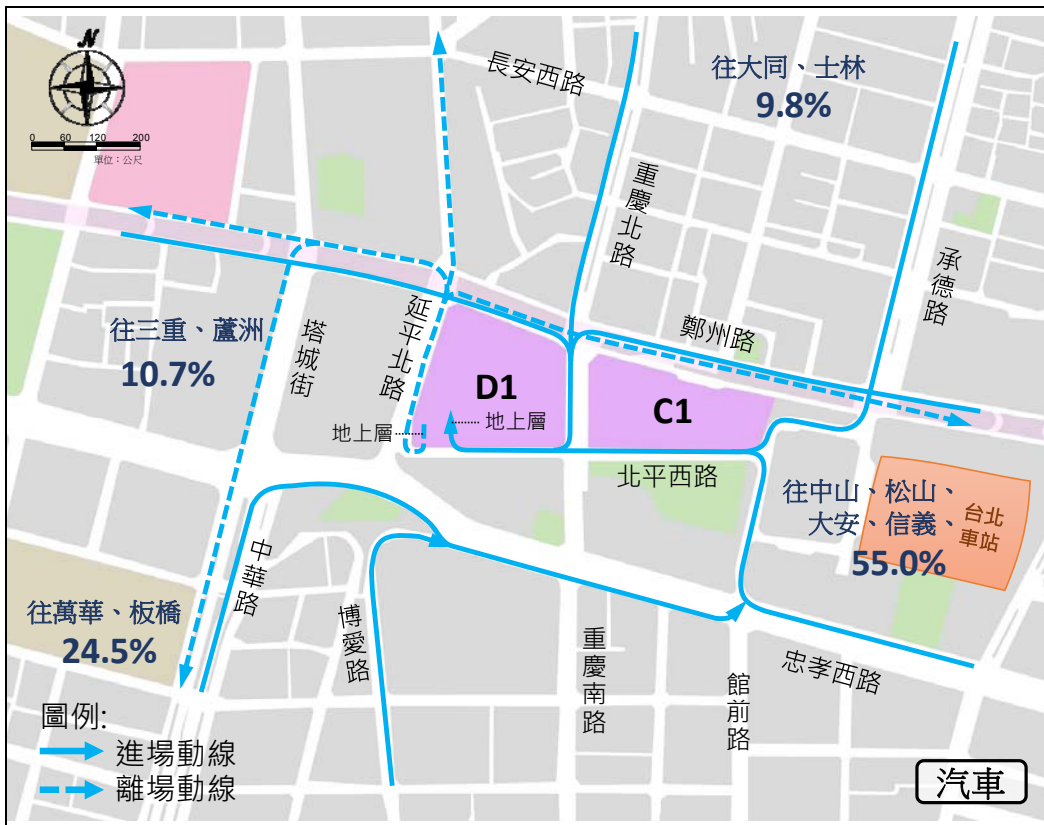 N
0 60 120 200
單位：公尺
長安西路
往大同、士林
9.8%
重慶北路
承德路
往三重、蘆洲
10.7%
塔城街
延平北路
鄭州路
D1
C1
地上層
地上層
北平西路
往中山、松山、
大安、信義、
55.0%
台北
車站
中華路
往萬華、板橋
24.5%
博愛路
重慶南路
館前路
忠孝西路
圖例:
進場動線
離場動線
汽車